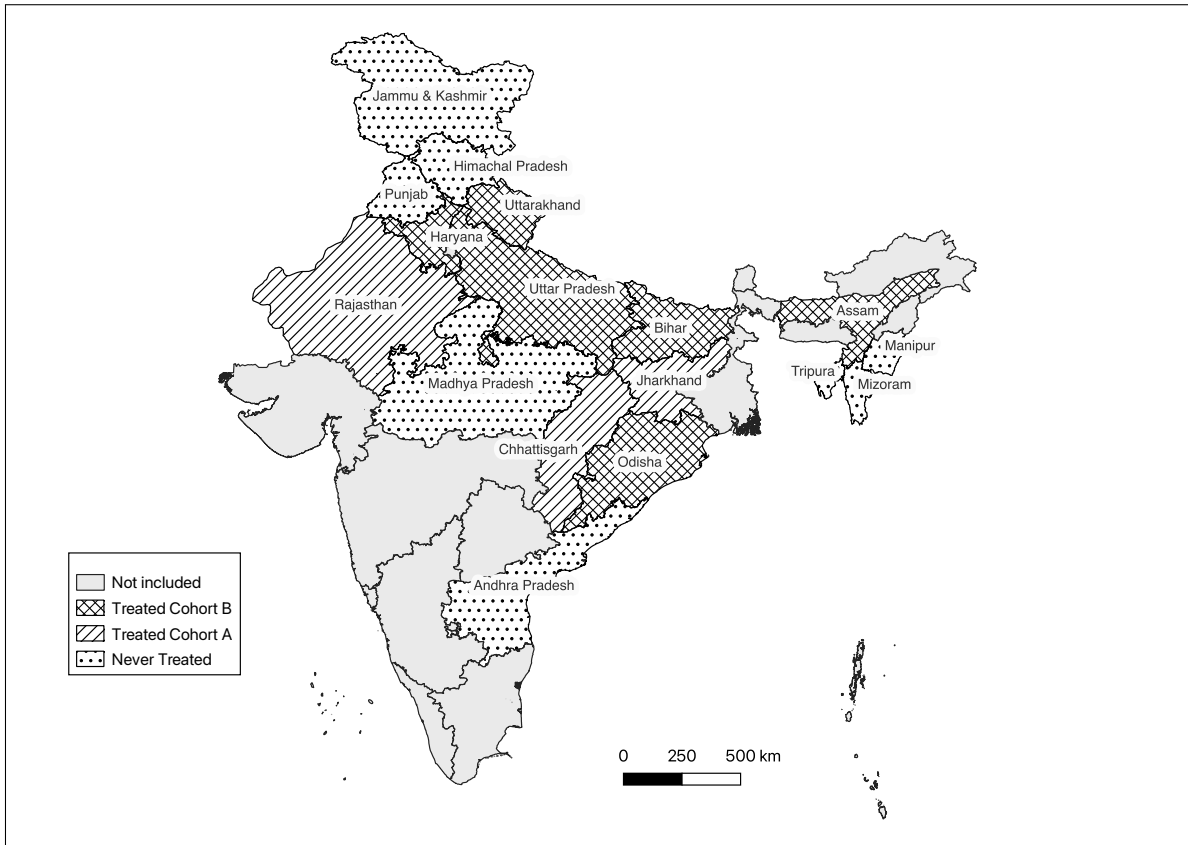 Jammu & Kashmir
Himachal Pradesh
Punjab
Uttarakhand
Haryana
Uttar Pradesh
Rajasthan
Assam
Bihar
Manipur
Tripura
Jharkhand
Madhya Pradesh
Mizoram
Chhattisgarh
Odisha
Andhra Pradesh
Not included
Treated Cohort B
Treated Cohort A
Never Treated
0 250 500 km